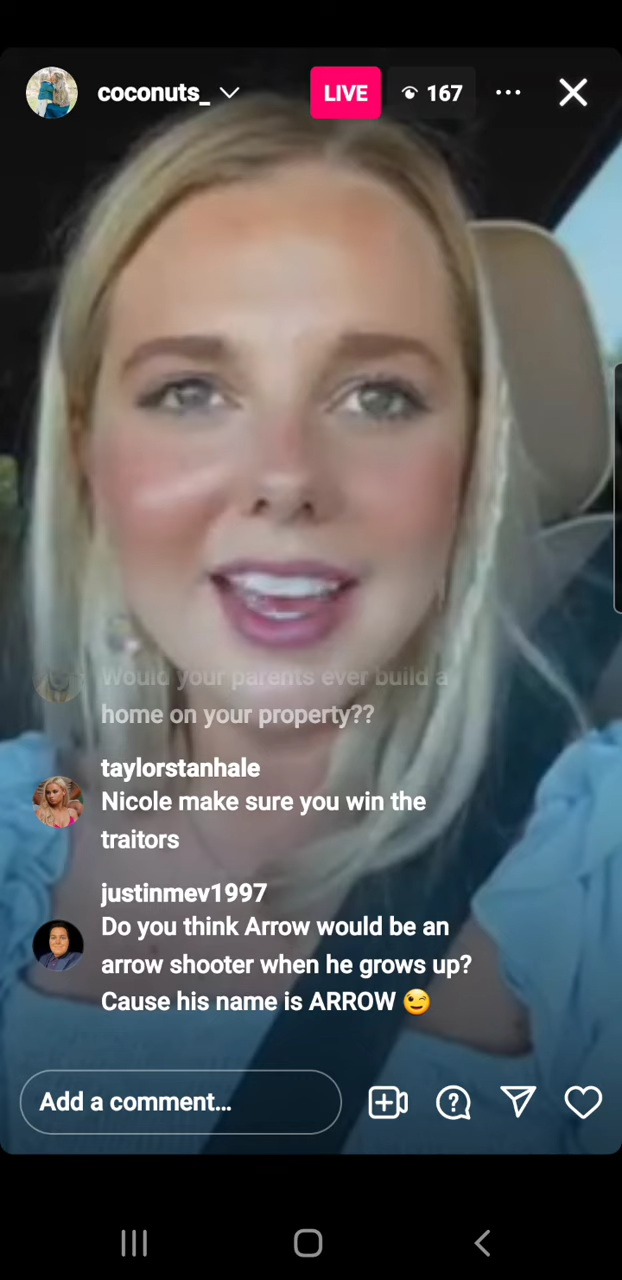 coconuts_
LIVE
167
Would your parents ever build a
home on your property??
taylorstanhale
Nicole make sure you win the
traitors
justinmev1997
Do you think Arrow would be an
arrow shooter when he grows up?
Cause his name is ARROW 😉
Add a comment...